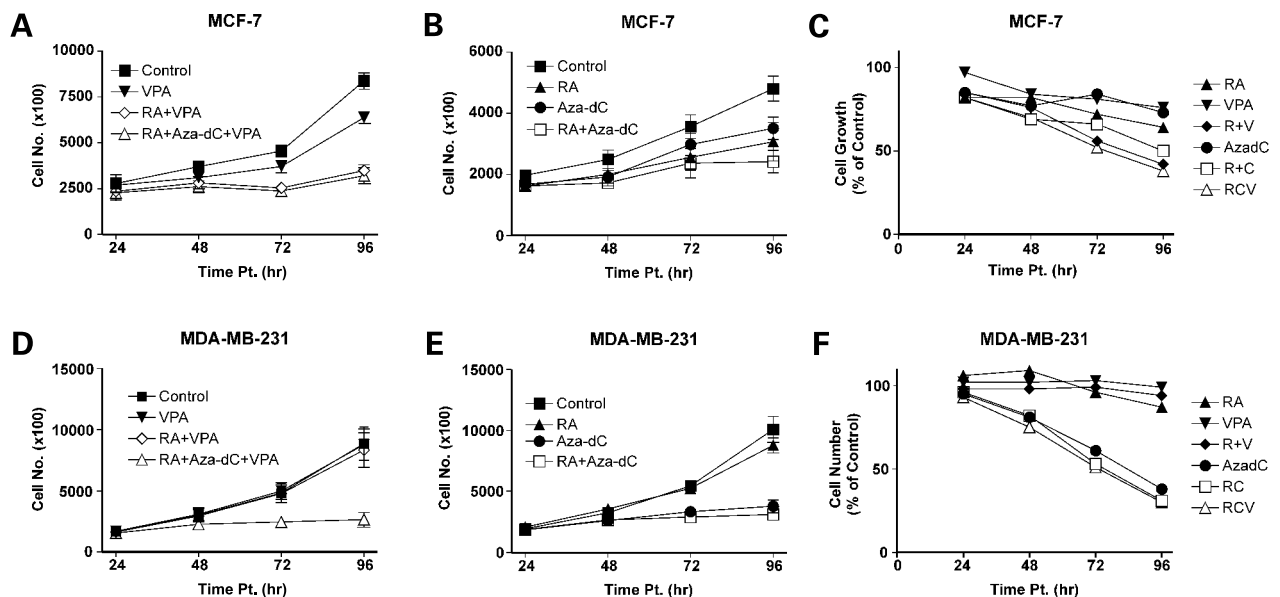 A
MCF-7
Cell No. (x100)
10000
7500
5000
2500
0
Control
VPA
RA+VPA
RA+Aza-dC+VPA
24 48 72 96
Time Pt. (hr)
B
MCF-7
Cell No. (x100)
6000
4000
2000
0
Control
RA
Aza-dC
RA+Aza-dC
24 48 72 96
Time Pt. (hr)
C
MCF-7
Cell Growth
(% of Control)
100
50
0
RA
VPA
R+V
AzadC
R+C
RCV
0 24 48 72 96
Time Pt. (hr)
D
MDA-MB-231
Cell No. (x100)
15000
10000
5000
0
Control
VPA
RA+VPA
RA+Aza-dC+VPA
24 48 72 96
Time Pt. (hr)
E
MDA-MB-231
Cell No. (x100)
15000
10000
5000
0
Control
RA
Aza-dC
RA+Aza-dC
24 48 72 96
Time Pt. (hr)
F
MDA-MB-231
Cell Number
(% of Control)
100
50
0
RA
VPA
R+V
AzadC
RC
RCV
0 24 48 72 96
Time Pt. (hr)